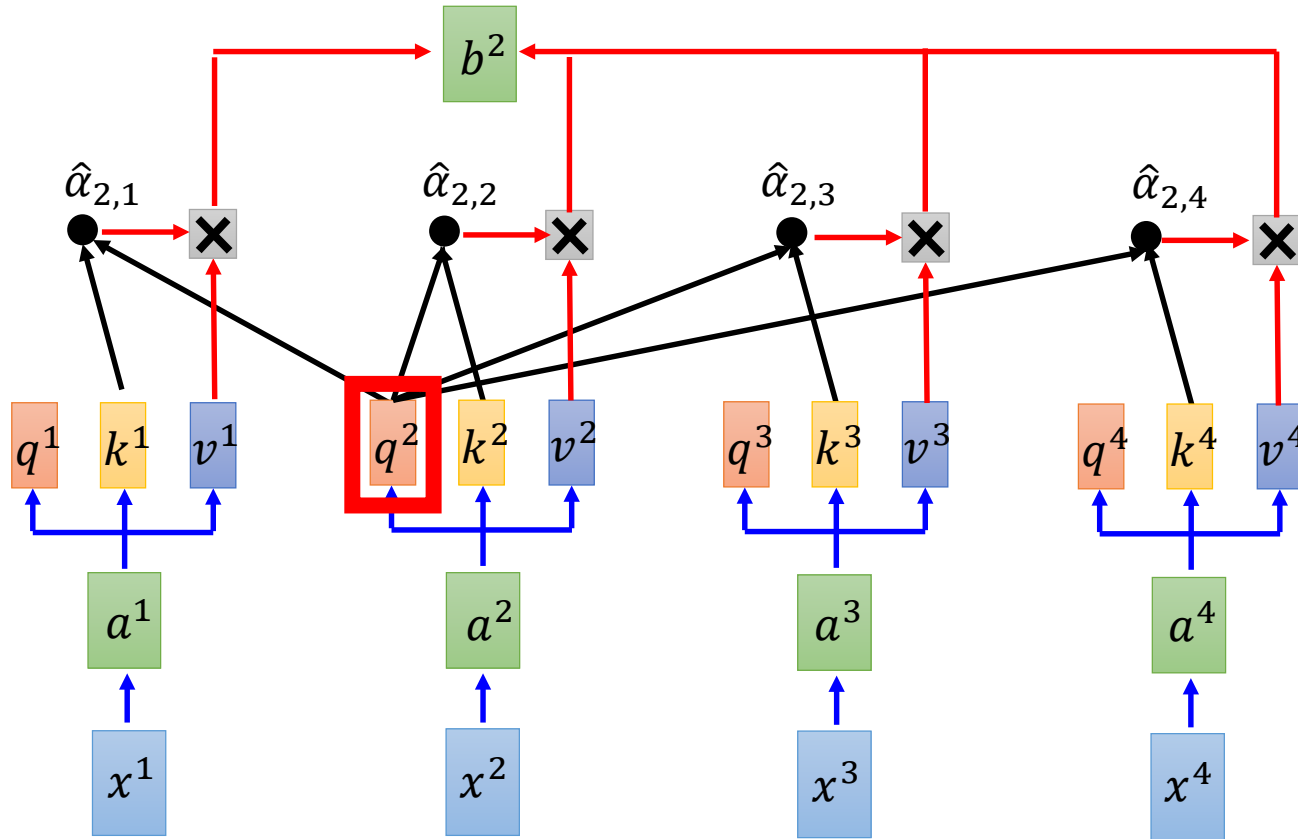 b²
α̂₂,₁ α̂₂,₂ α̂₂,₃ α̂₂,₄
q¹ k¹ v¹ q² k² v² q³ k³ v³ q⁴ k⁴ v⁴
a¹ a² a³ a⁴
x¹ x² x³ x⁴